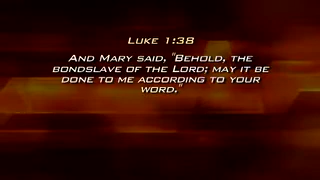 Luke 1:38
And Mary said, "Behold, the
bondslave of the Lord; may it be
done to me according to your
word."